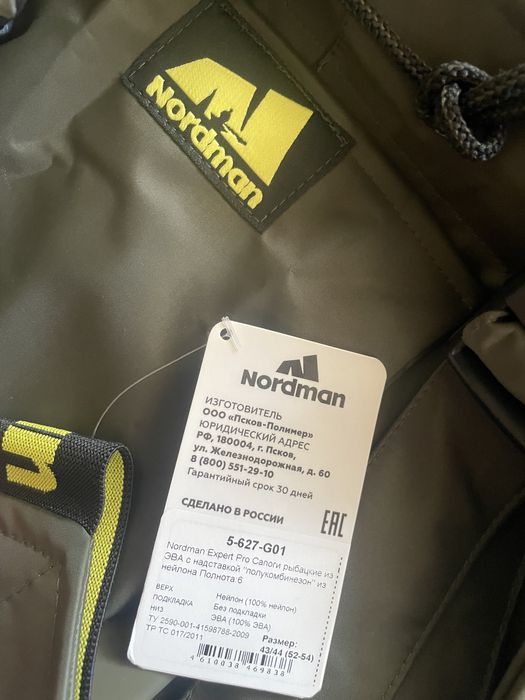 Nordman
Nordman
ИЗГОТОВИТЕЛЬ
ООО «Псков-Полимер»
ЮРИДИЧЕСКИЙ АДРЕС
РФ, 180004, г. Псков,
ул. Железнодорожная, д. 60
8 (800) 551-29-10
Гарантийный срок 30 дней
СДЕЛАНО В РОССИИ
EAC
5-627-G01
Nordman Expert Pro Сапоги рыбацкие из
ЭВА с надставкой "полукомбинезон" из
нейлона Полнота:6
ВЕРХ Нейлон (100% нейлон)
ПОДКЛАДКА Без подкладки
НИЗ ЭВА (100% ЭВА)
ТУ 2590-001-41598788-2009
ТР ТС 017/2011
Размер:
43/44 (52-54)
4610038469838